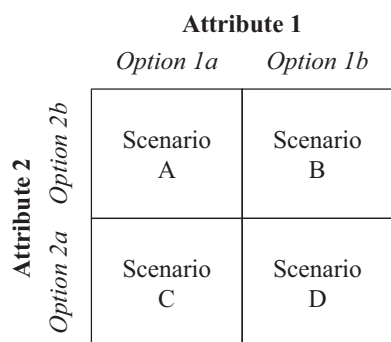 Attribute 1
Option 1a Option 1b
Attribute 2
Option 2b
Scenario
A
Scenario
B
Option 2a
Scenario
C
Scenario
D